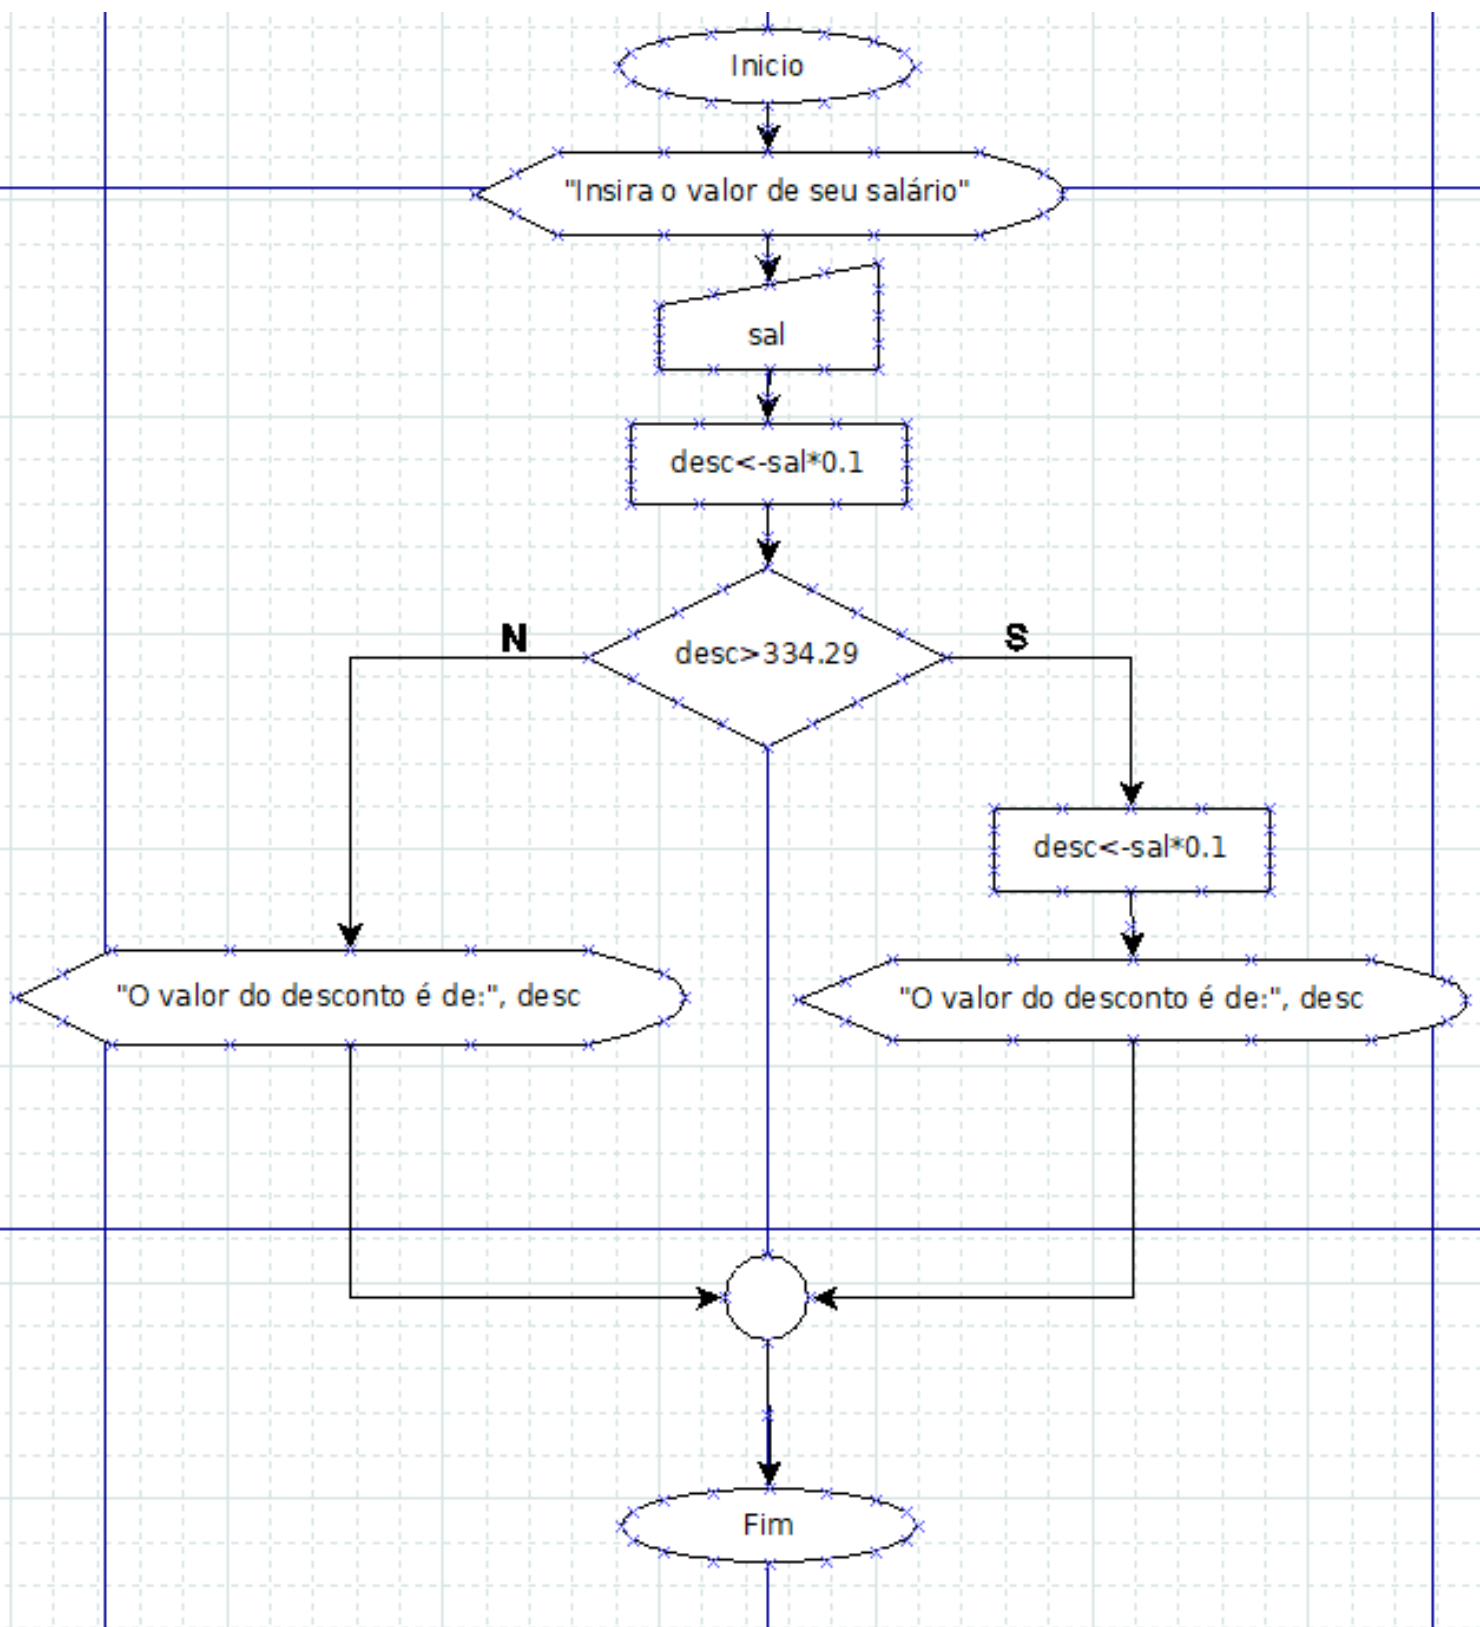 Inicio
"Insira o valor de seu salário"
sal
desc<-sal*0.1
desc>334.29
N
S
desc<-sal*0.1
"O valor do desconto é de:", desc
"O valor do desconto é de:", desc
Fim